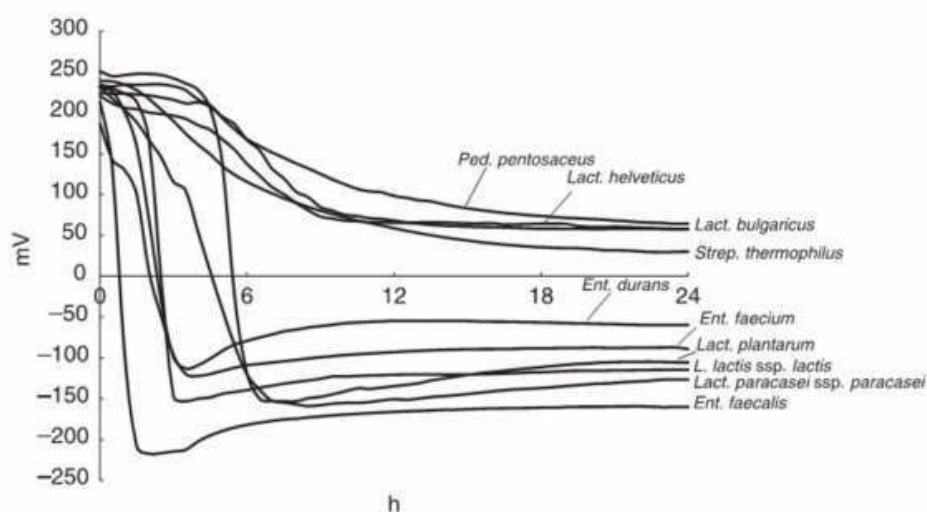 300
250
200
150
100
50
0
−50
−100
−150
−200
−250
mV
0 6 12 18 24
h
Ped. pentosaceus
Lact. helveticus
Lact. bulgaricus
Strep. thermophilus
Ent. durans
Ent. faecium
Lact. plantarum
L. lactis ssp. lactis
Lact. paracasei ssp. paracasei
Ent. faecalis